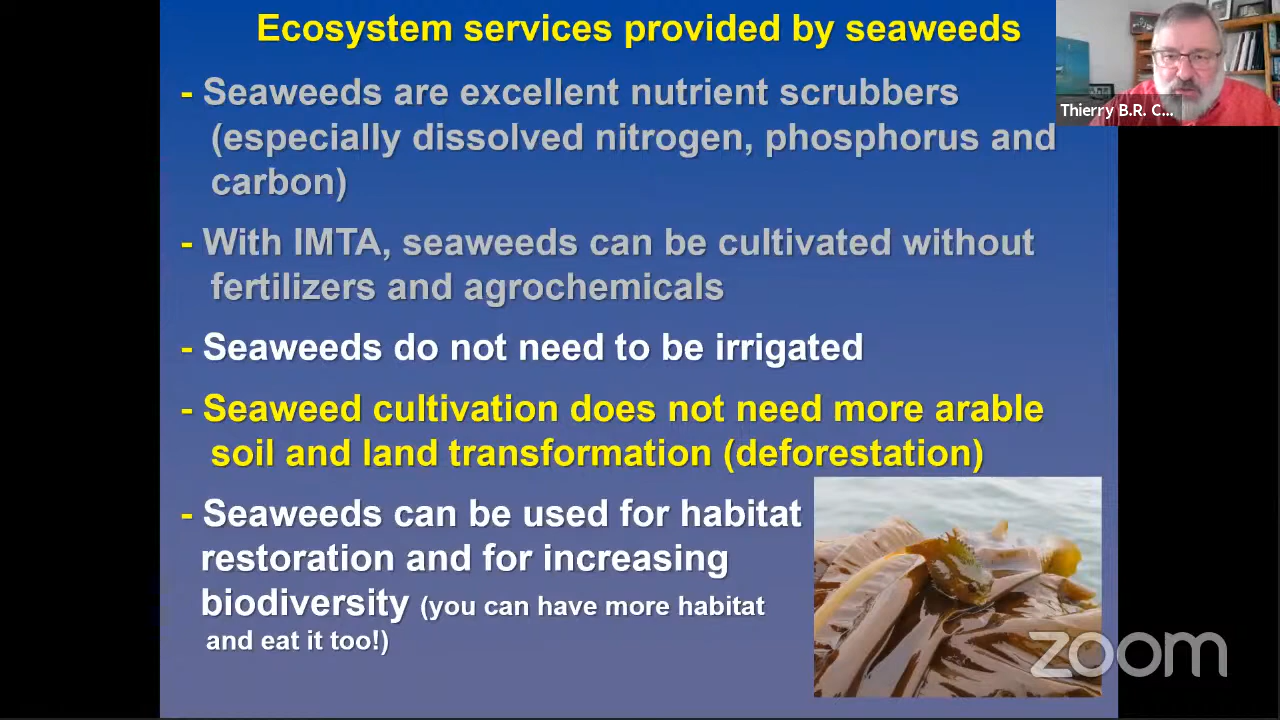 Ecosystem services provided by seaweeds
- Seaweeds are excellent nutrient scrubbers
(especially dissolved nitrogen, phosphorus and
carbon)
- With IMTA, seaweeds can be cultivated without
fertilizers and agrochemicals
- Seaweeds do not need to be irrigated
- Seaweed cultivation does not need more arable
soil and land transformation (deforestation)
- Seaweeds can be used for habitat
restoration and for increasing
biodiversity (you can have more habitat
and eat it too!)
Thierry B.R. C...
zoom